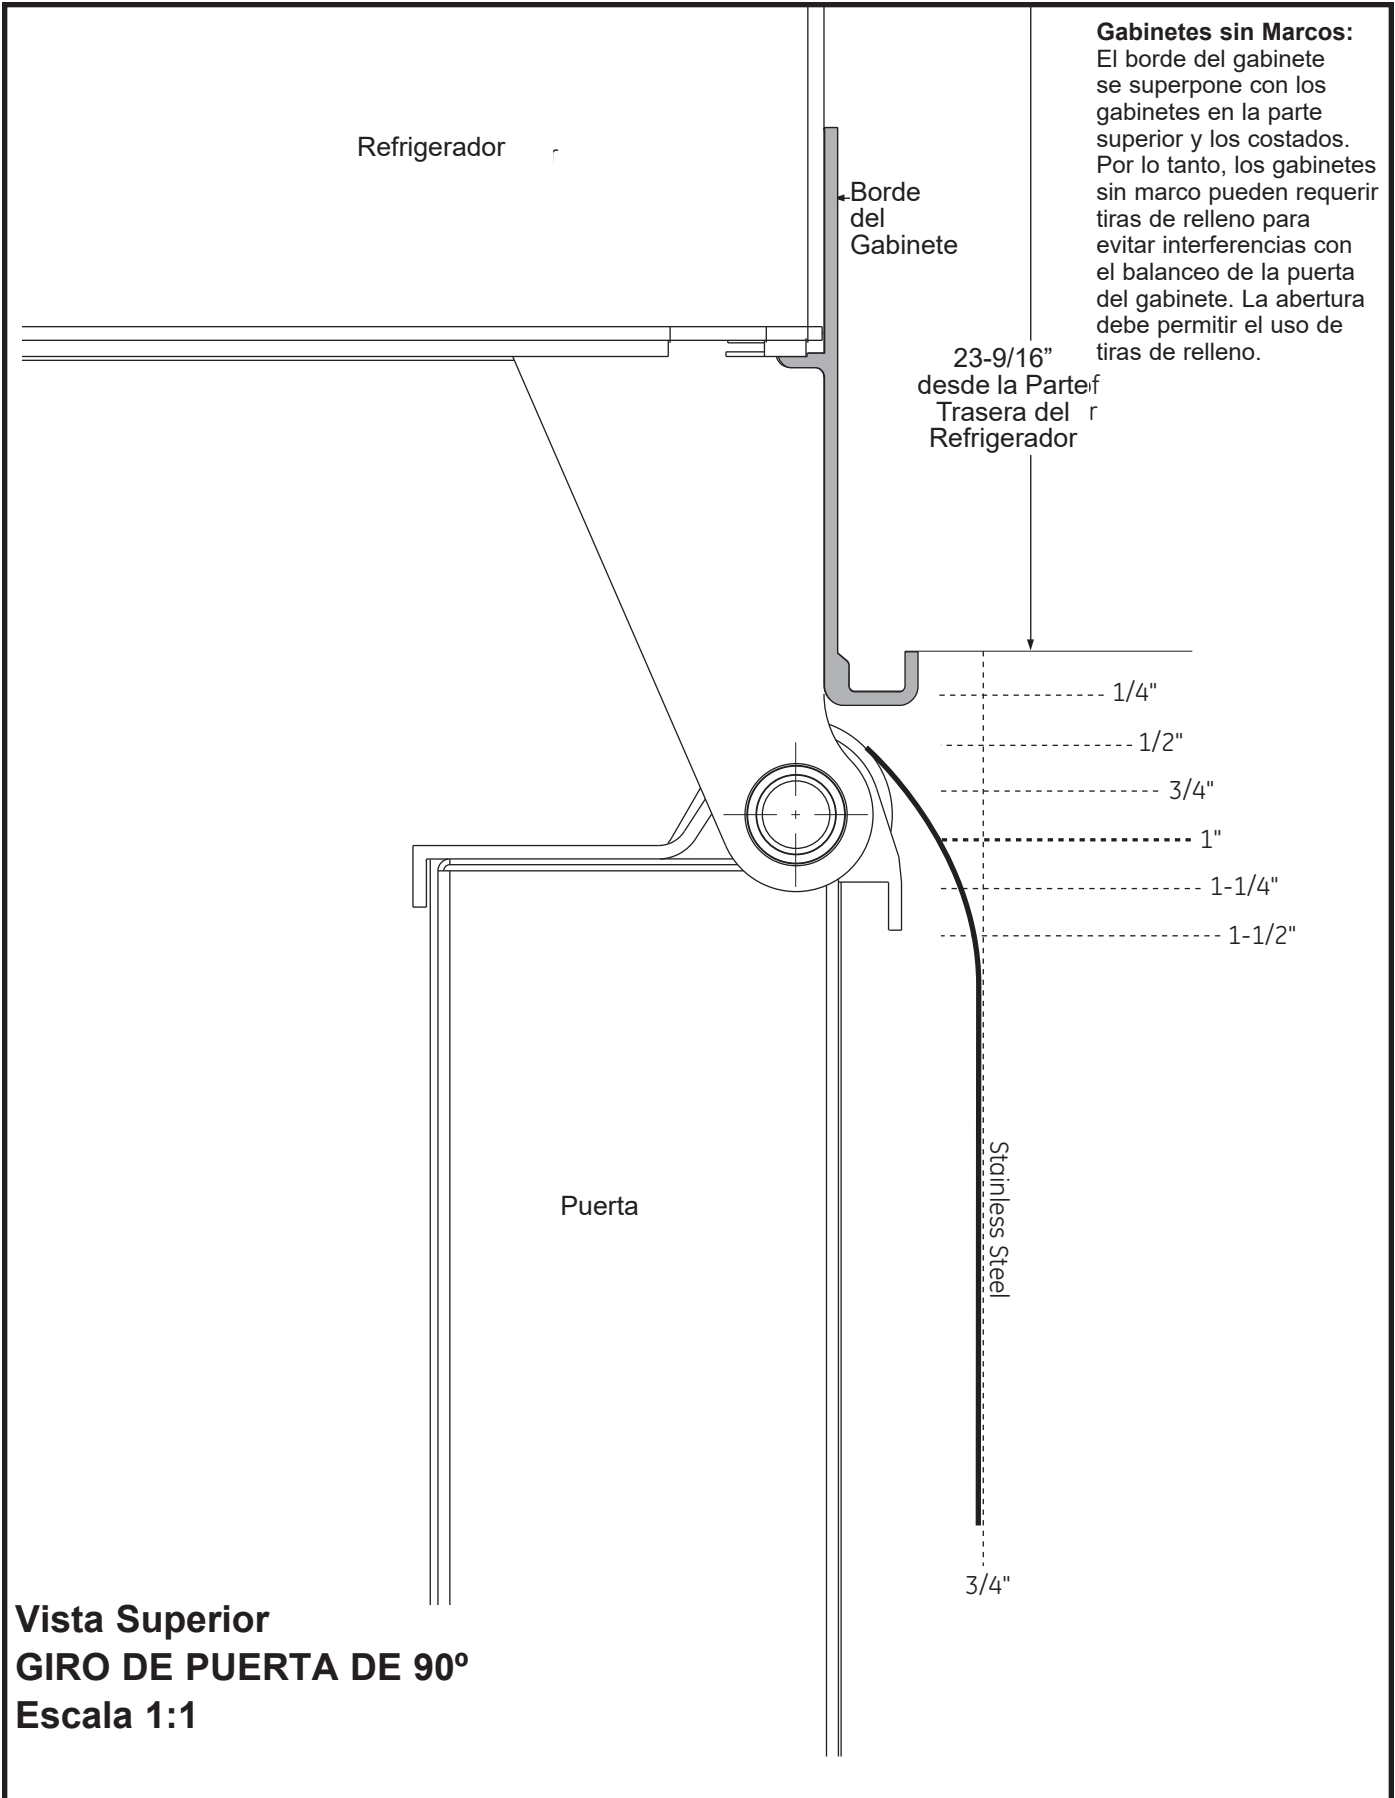 Gabinetes sin Marcos:
El borde del gabinete
se superpone con los
gabinetes en la parte
superior y los costados.
Por lo tanto, los gabinetes
sin marco pueden requerir
tiras de relleno para
evitar interferencias con
el balanceo de la puerta
del gabinete. La abertura
debe permitir el uso de
tiras de relleno.
Refrigerador
Borde
del
Gabinete
23-9/16”
desde la Parte
Trasera del
Refrigerador
1/4"
1/2"
3/4"
1"
1-1/4"
1-1/2"
Stainless Steel
Puerta
3/4"
Vista Superior
GIRO DE PUERTA DE 90º
Escala 1:1